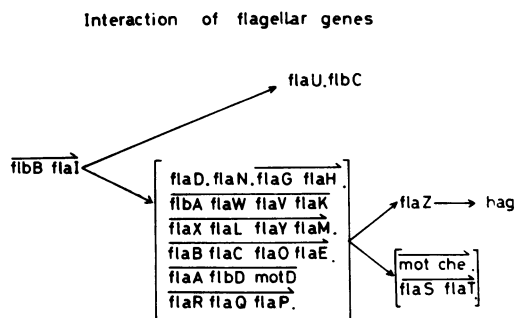 Interaction of flagellar genes
flaU.flbC
flbB flaI
flaD.flaN.flaG flaH.
flbA flaW flaV flaK
flaX flaL flaY flaM.
flaB flaC flaO flaE.
flaA flbD motD
flaR flaQ flaP.
flaZ hag
mot che.
flaS flaT.